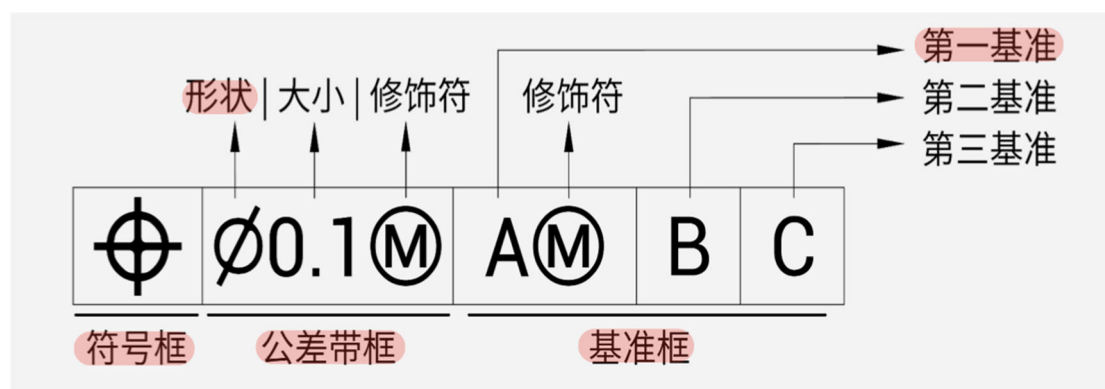 第一基准
形状|大小|修饰符 修饰符 第二基准
第三基准
⌖ ⌀0.1Ⓜ AⓂ B C
符号框 公差带框 基准框